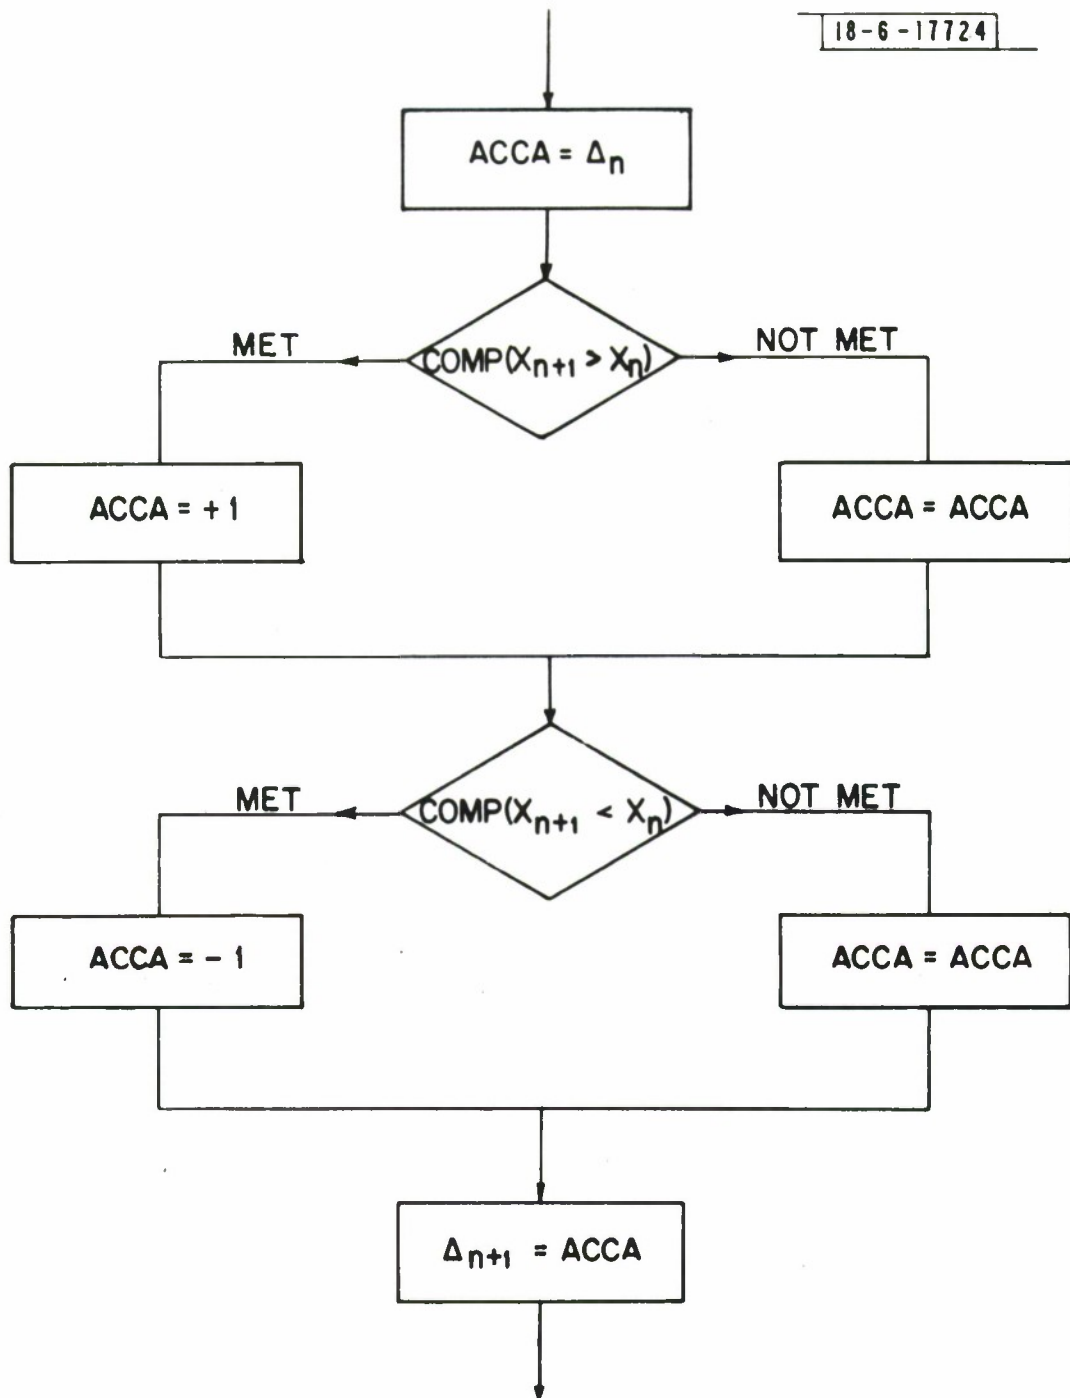 18-6-17724
ACCA = Δn
COMP(Xn+1 > Xn)
MET
NOT MET
ACCA = +1
ACCA = ACCA
COMP(Xn+1 < Xn)
MET
NOT MET
ACCA = -1
ACCA = ACCA
Δn+1 = ACCA